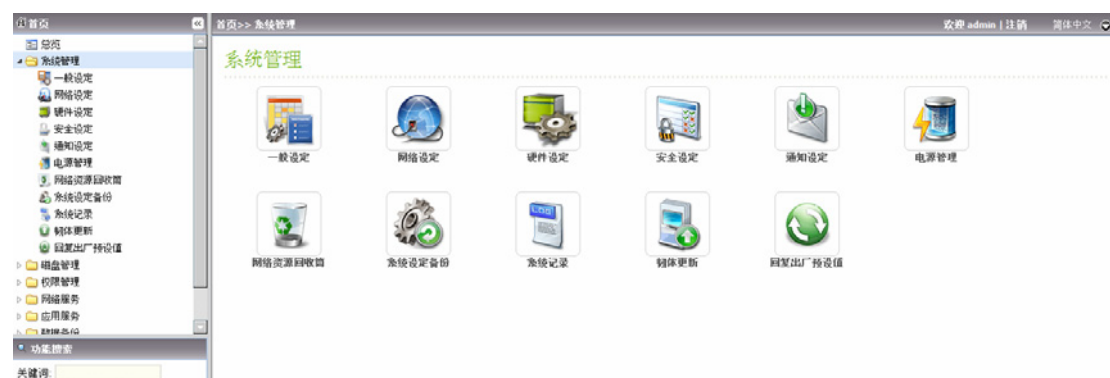 首页
首页>> 系统管理
欢迎 admin | 注销
简体中文
总览
系统管理
一般设定
网络设定
硬件设定
安全设定
通知设定
电源管理
网络资源回收筒
系统设定备份
系统记录
韧体更新
回复出厂预设值
磁盘管理
权限管理
网络服务
应用服务
数据备份
功能搜索
关键词:
系统管理
一般设定
网络设定
硬件设定
安全设定
通知设定
电源管理
LOG
网络资源回收筒
系统设定备份
系统记录
韧体更新
回复出厂预设值